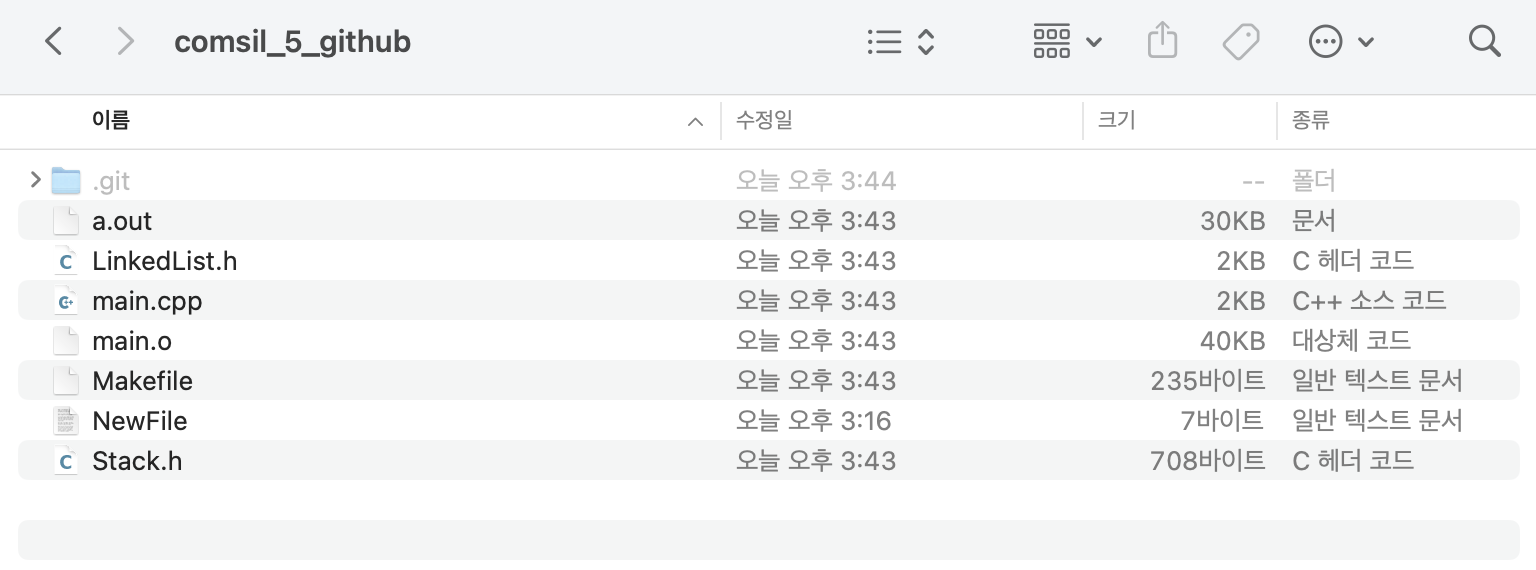 comsil_5_github
이름 수정일 크기 종류
.git 오늘 오후 3:44 -- 폴더
a.out 오늘 오후 3:43 30KB 문서
LinkedList.h 오늘 오후 3:43 2KB C 헤더 코드
main.cpp 오늘 오후 3:43 2KB C++ 소스 코드
main.o 오늘 오후 3:43 40KB 대상체 코드
Makefile 오늘 오후 3:43 235바이트 일반 텍스트 문서
NewFile 오늘 오후 3:16 7바이트 일반 텍스트 문서
Stack.h 오늘 오후 3:43 708바이트 C 헤더 코드